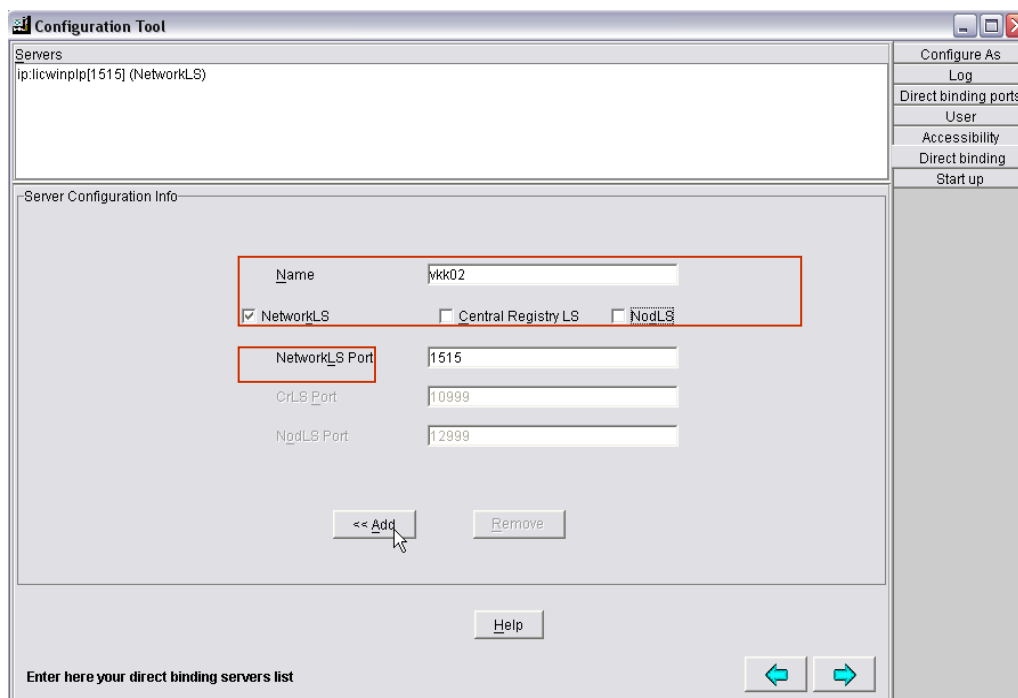 Configuration Tool
Servers
ip:licwinplp[1515] (NetworkLS)
Configure As
Log
Direct binding ports
User
Accessibility
Direct binding
Start up
Server Configuration Info
Name vkk02
NetworkLS Central Registry LS NodLS
NetworkLS Port 1515
CrLS Port 10999
NodLS Port 12999
<< Add Remove
Help
Enter here your direct binding servers list